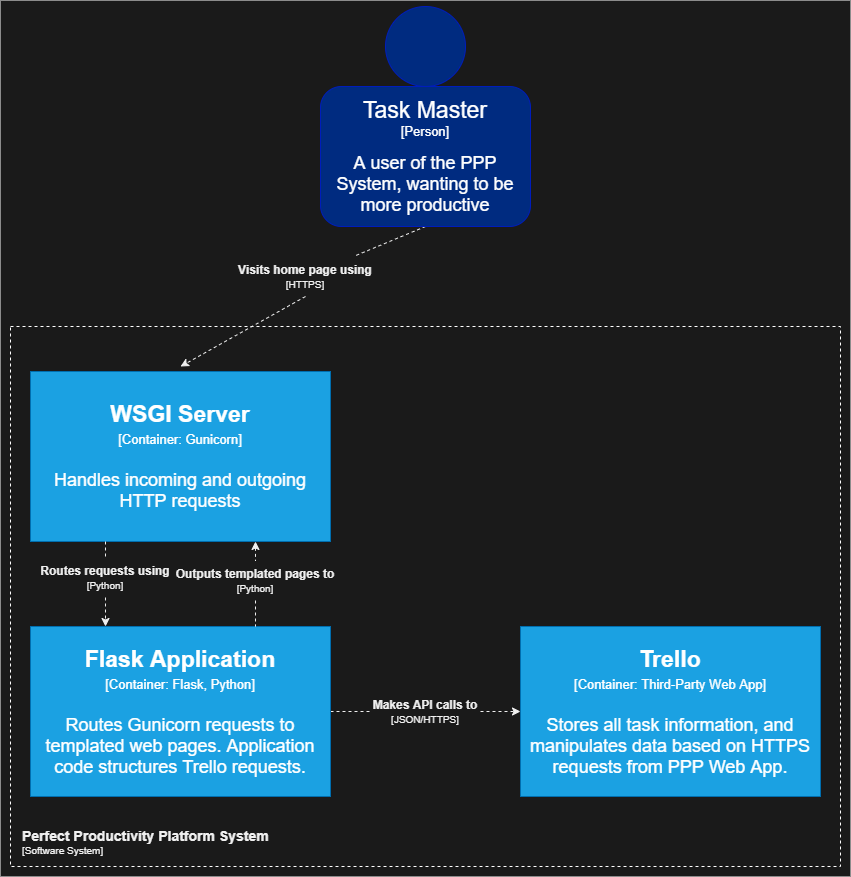 Task Master
[Person]
A user of the PPP
System, wanting to be
more productive
Visits home page using
[HTTPS]
WSGI Server
[Container: Gunicorn]
Handles incoming and outgoing
HTTP requests
Routes requests using
[Python]
Outputs templated pages to
[Python]
Flask Application
[Container: Flask, Python]
Routes Gunicorn requests to
templated web pages. Application
code structures Trello requests.
Makes API calls to
[JSON/HTTPS]
Trello
[Container: Third-Party Web App]
Stores all task information, and
manipulates data based on HTTPS
requests from PPP Web App.
Perfect Productivity Platform System
[Software System]